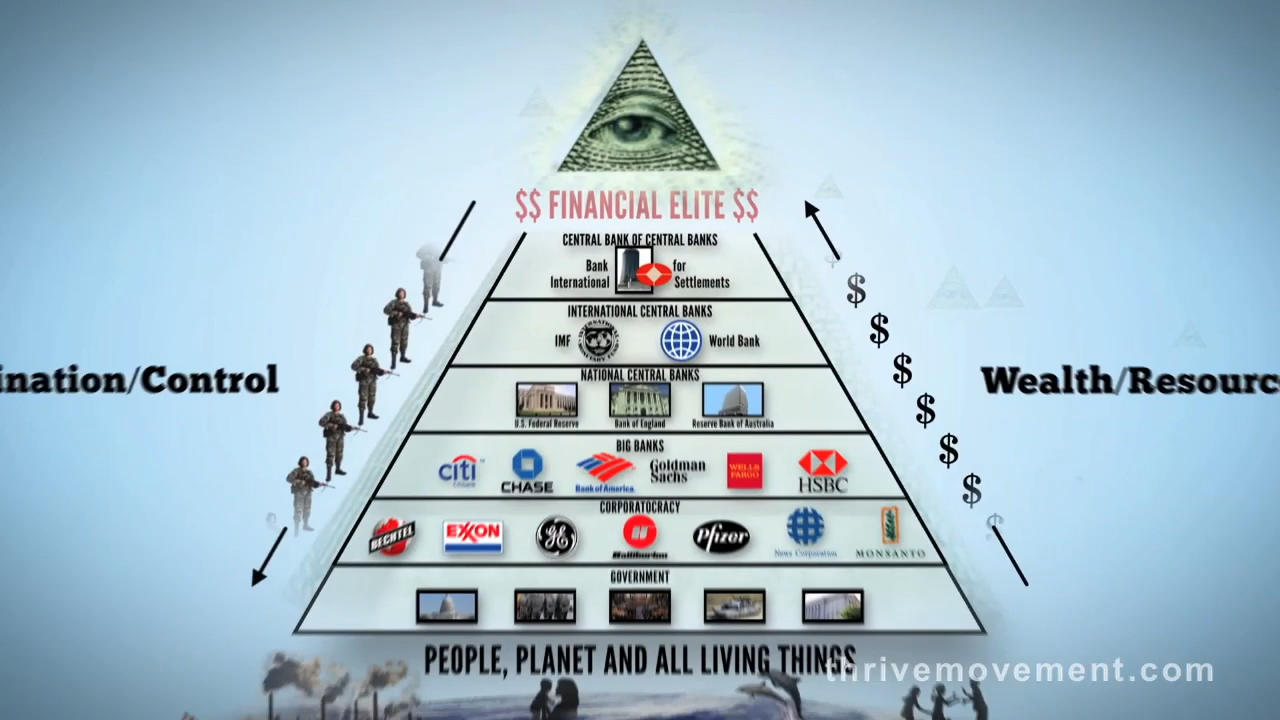 $$ FINANCIAL ELITE $$
CENTRAL BANK OF CENTRAL BANKS
Bank for
International Settlements
INTERNATIONAL CENTRAL BANKS
IMF World Bank
ination/Control
Wealth/Resourc
NATIONAL CENTRAL BANKS
U.S. Federal Reserve Bank of England Reserve Bank of Australia
BIG BANKS
citi CHASE Bank of America Goldman Sachs WELLS FARGO HSBC
CORPORATOCRACY
BECHTEL EXXON GE Halliburton Pfizer News Corporation MONSANTO
GOVERNMENT
PEOPLE, PLANET AND ALL LIVING THINGS
thrivemovement.com
$
$
$
$
$
$
$